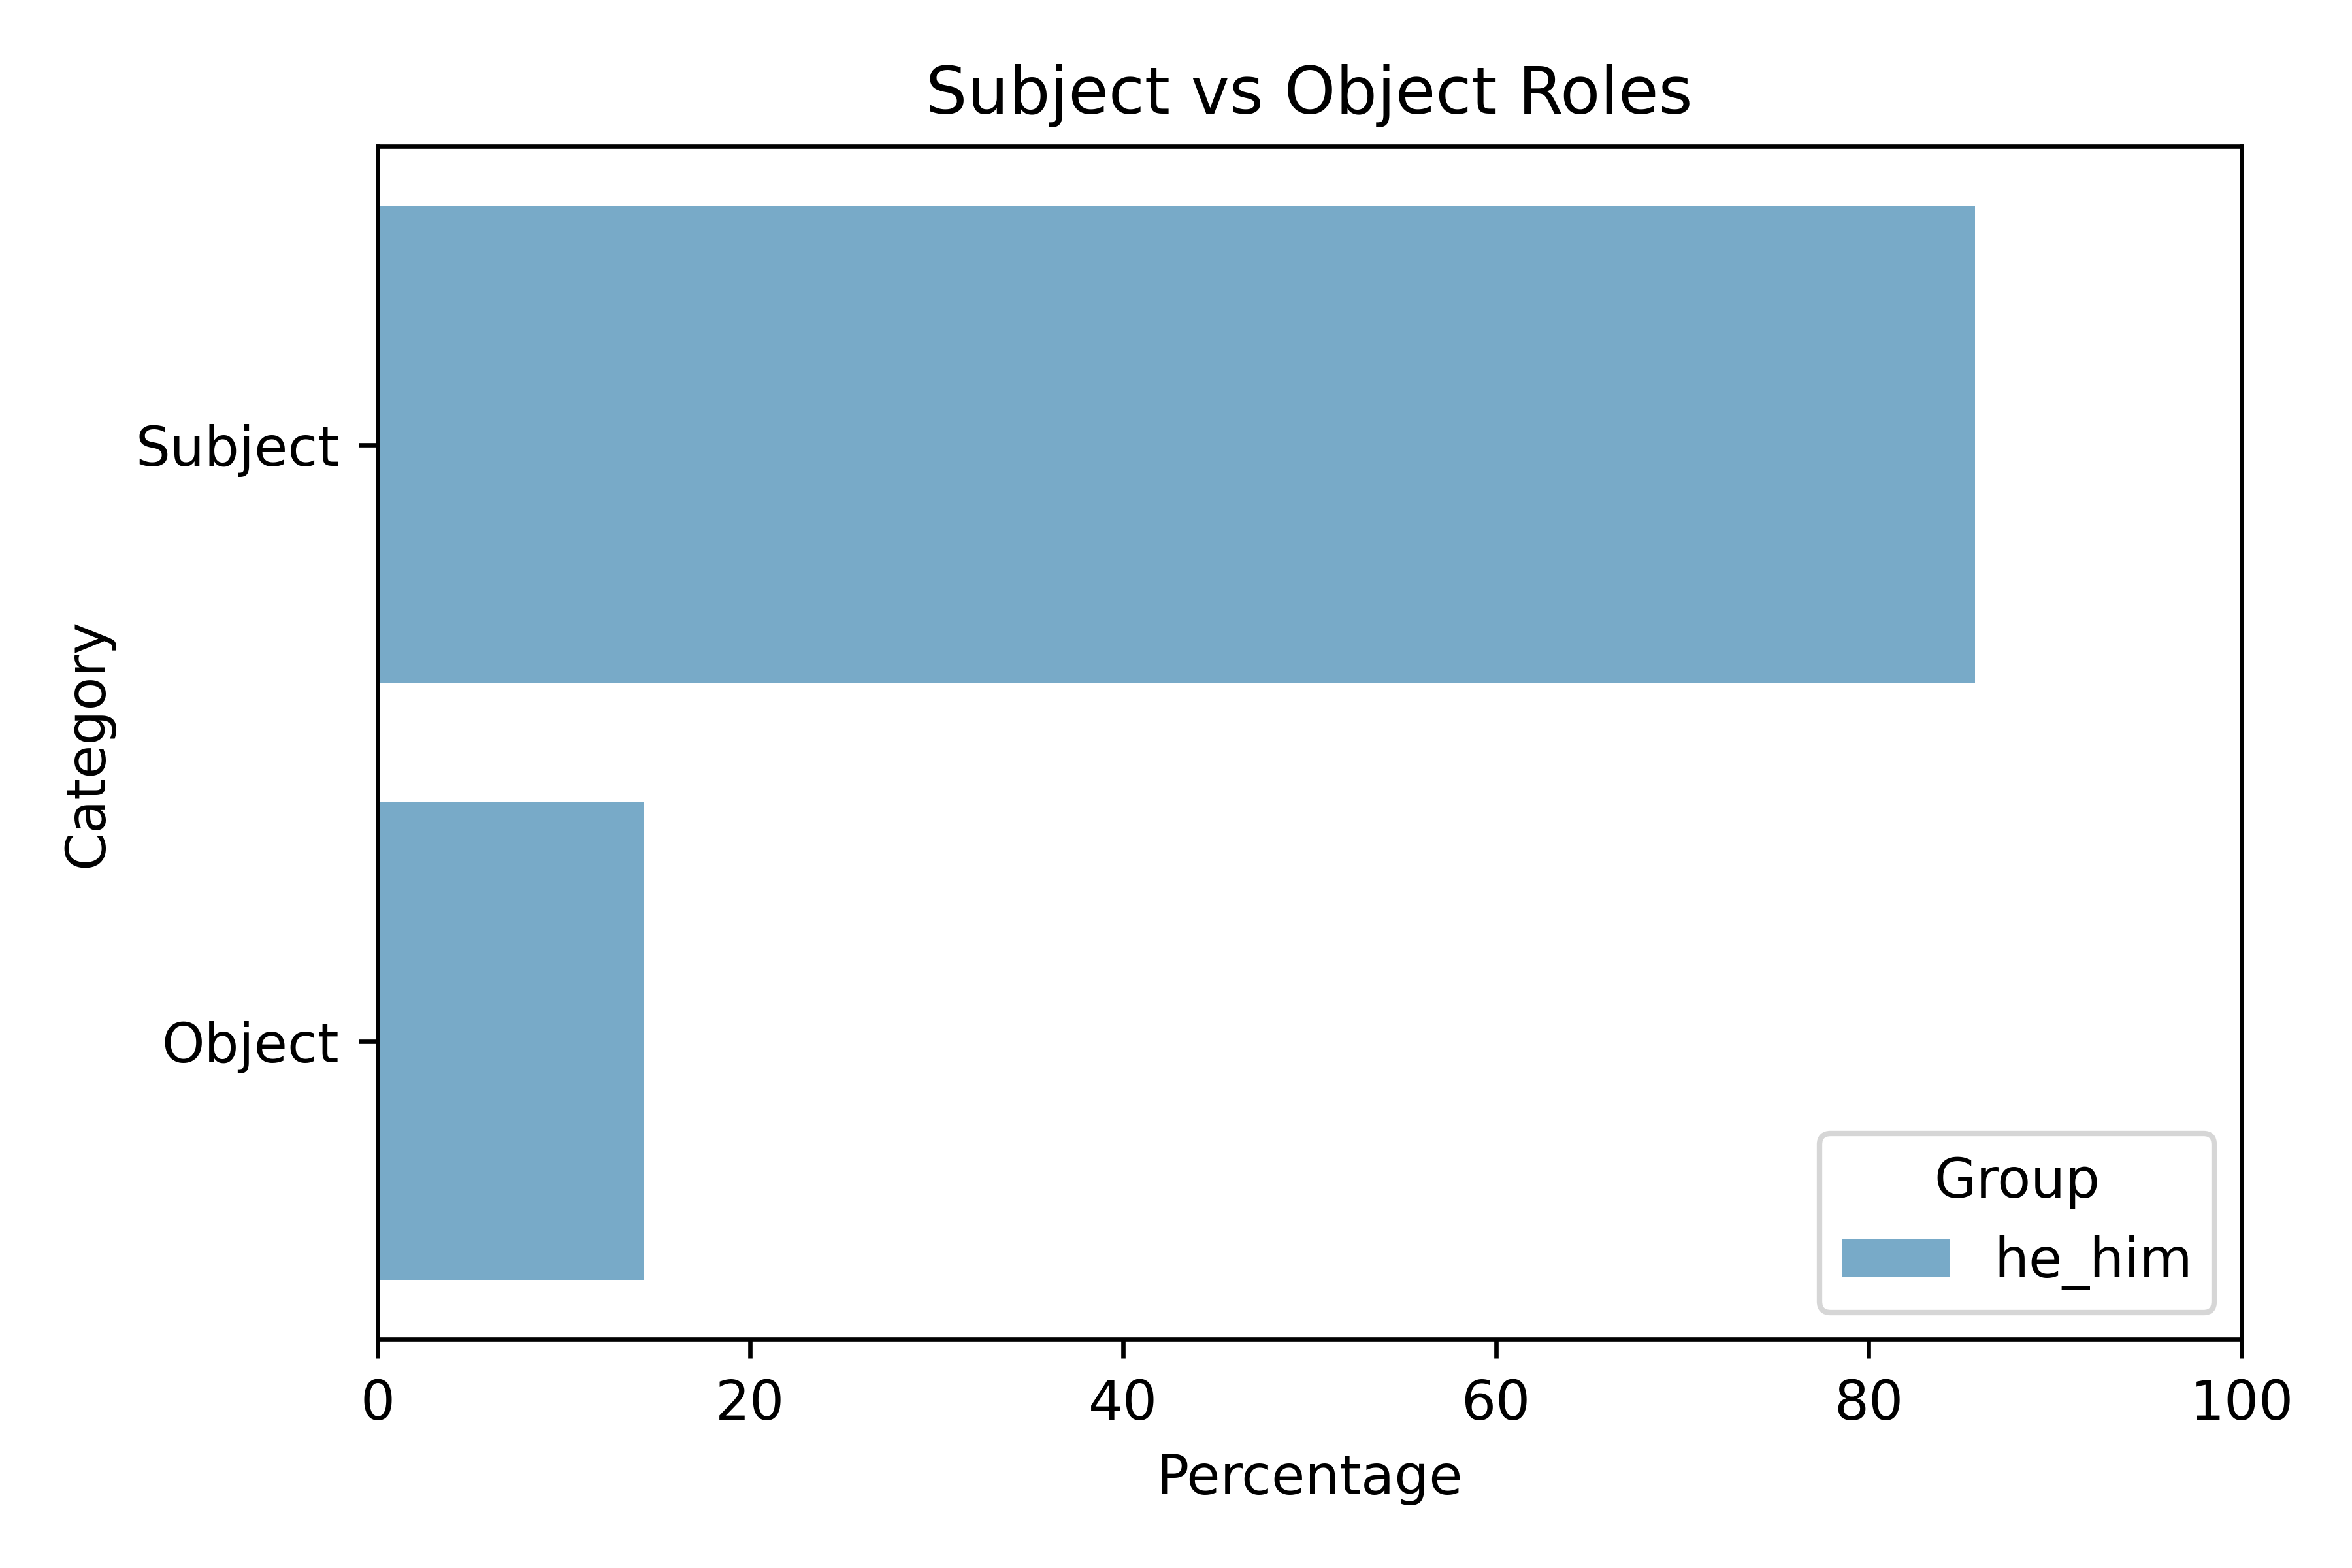 Subject vs Object Roles
Subject
Object
Category
Group
he_him
0 20 40 60 80 100
Percentage